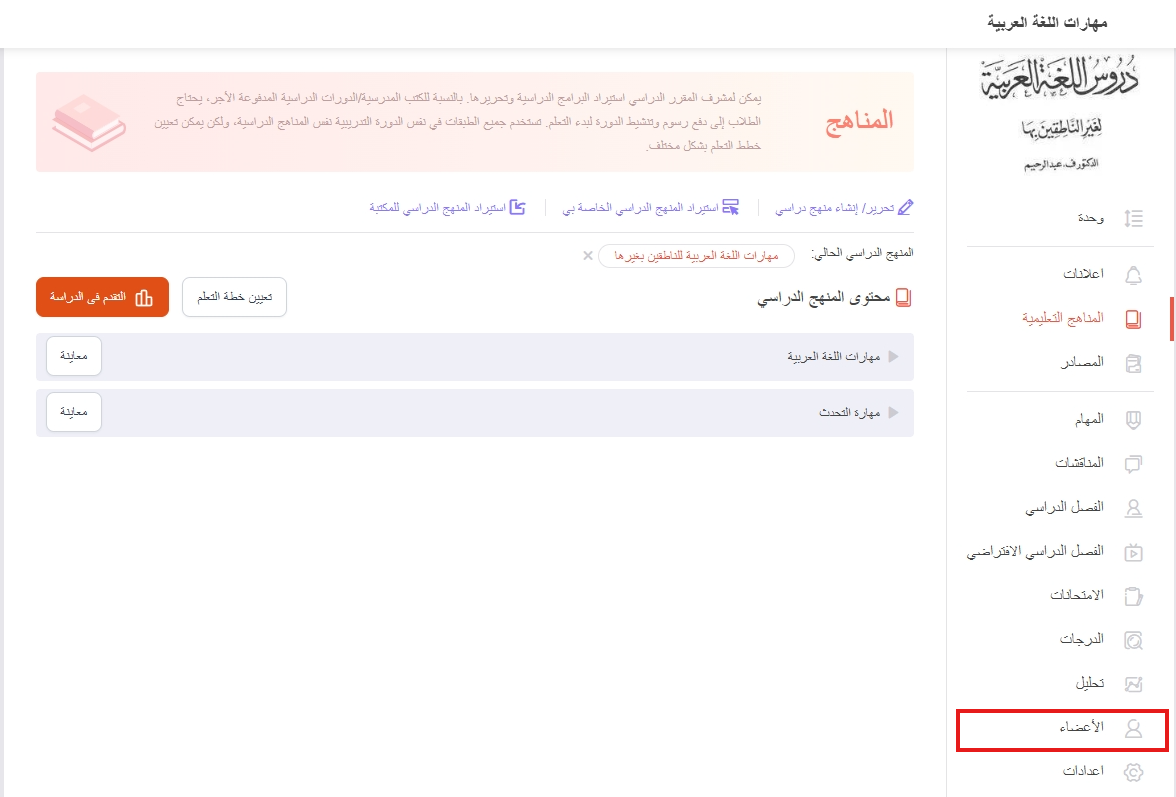 مهارات اللغة العربية
دروس اللغة العربية
لغير الناطقين بها
الدكتور ف. عبد الرحيم
وحدة
اعلانات
المناهج التعليمية
المصادر
المهام
المناقشات
الفصل الدراسي
الفصل الدراسي الافتراضي
الامتحانات
الدرجات
تحليل
الأعضاء
اعدادات
المناهج
يمكن لمشرف المقرر الدراسي استيراد البرامج الدراسية وتحريرها. بالنسبة للكتب المدرسية/الدورات الدراسية المدفوعة الأجر، يحتاج
الطلاب إلى دفع رسوم وتنشيط الدورة لبدء التعلم. تستخدم جميع الطبقات في نفس الدورة التدريبية نفس المناهج الدراسية، ولكن يمكن تعيين
خطط التعلم بشكل مختلف.
تحرير/ إنشاء منهج دراسي
استيراد المنهج الدراسي الخاصة بي
استيراد المنهج الدراسي للمكتبة
المنهج الدراسي الحالي:
مهارات اللغة العربية للناطقين بغيرها
محتوى المنهج الدراسي
تعيين خطة التعلم
التقدم فى الدراسة
مهارات اللغة العربية
معاينة
مهارة التحدث
معاينة